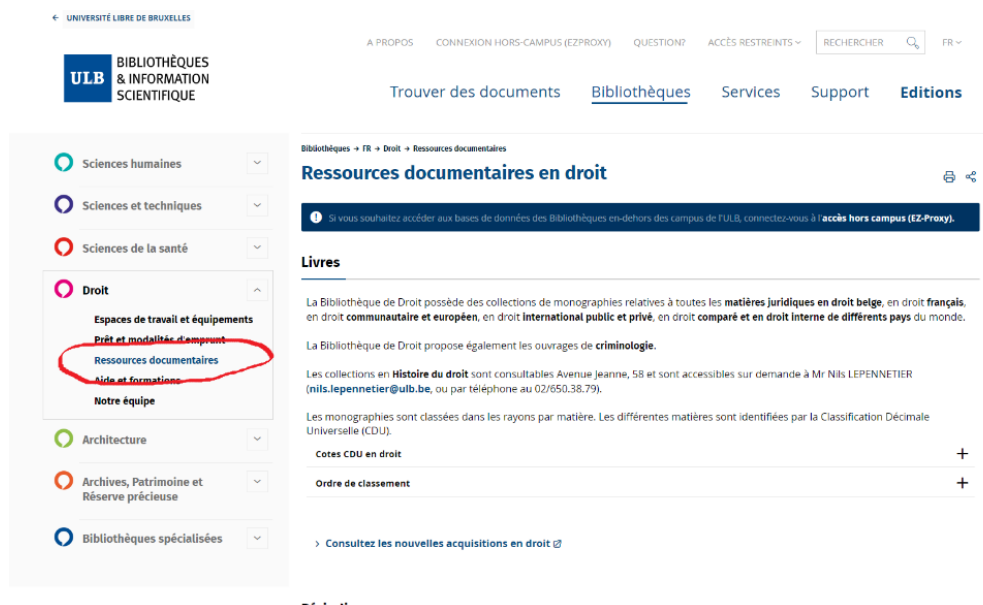 ← UNIVERSITÉ LIBRE DE BRUXELLES
A PROPOS CONNEXION HORS-CAMPUS (EZPROXY) QUESTION? ACCÈS RESTREINTS RECHERCHER FR
ULB BIBLIOTHÈQUES
& INFORMATION
SCIENTIFIQUE
Trouver des documents Bibliothèques Services Support Editions
Sciences humaines
Sciences et techniques
Sciences de la santé
Droit
Espaces de travail et équipements
Prêt et modalités d'emprunt
Ressources documentaires
Aide et formations
Notre équipe
Architecture
Archives, Patrimoine et
Réserve précieuse
Bibliothèques spécialisées
Bibliothèques → FR → Droit → Ressources documentaires
Ressources documentaires en droit
Si vous souhaitez accéder aux bases de données des Bibliothèques en-dehors des campus de l'ULB, connectez-vous à l'accès hors campus (EZ-Proxy).
Livres
La Bibliothèque de Droit possède des collections de monographies relatives à toutes les matières juridiques en droit belge, en droit français,
en droit communautaire et européen, en droit international public et privé, en droit comparé et en droit interne de différents pays du monde.
La Bibliothèque de Droit propose également les ouvrages de criminologie.
Les collections en Histoire du droit sont consultables Avenue Jeanne, 58 et sont accessibles sur demande à Mr Nils LEPENNETIER
(nils.lepennetier@ulb.be, ou par téléphone au 02/650.38.79).
Les monographies sont classées dans les rayons par matière. Les différentes matières sont identifiées par la Classification Décimale
Universelle (CDU).
Cotes CDU en droit +
Ordre de classement +
> Consultez les nouvelles acquisitions en droit